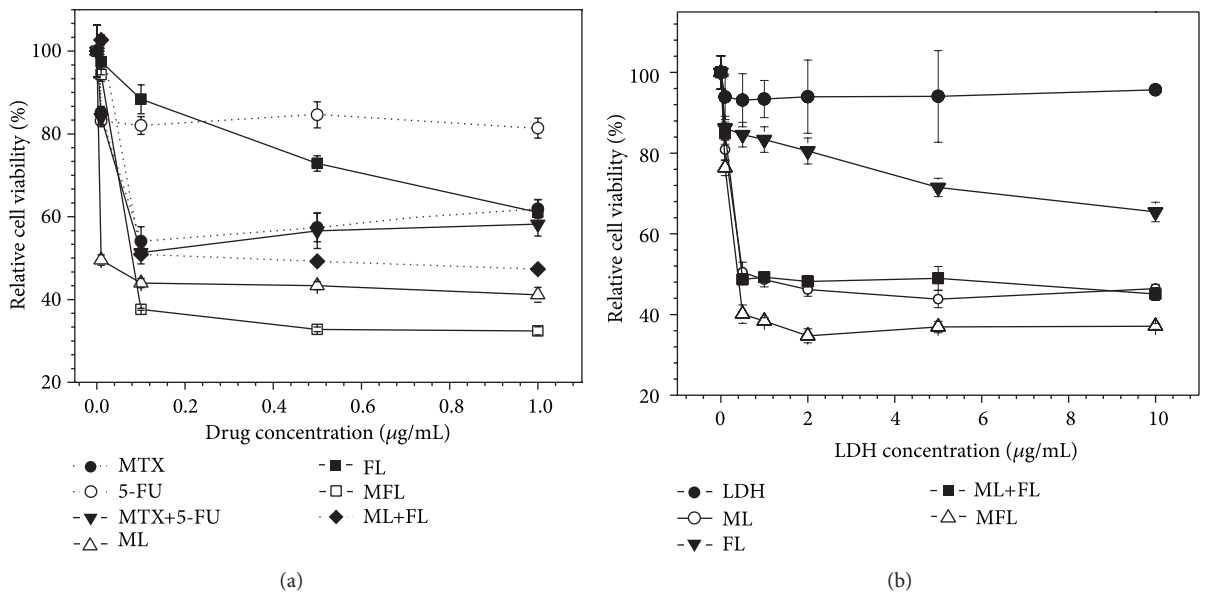 100
80
60
40
20
Relative cell viability (%)
0.0 0.2 0.4 0.6 0.8 1.0
Drug concentration (μg/mL)
MTX
5-FU
MTX+5-FU
ML
FL
MFL
ML+FL
(a)
100
80
60
40
20
Relative cell viability (%)
0 2 4 6 8 10
LDH concentration (μg/mL)
LDH
ML
FL
ML+FL
MFL
(b)